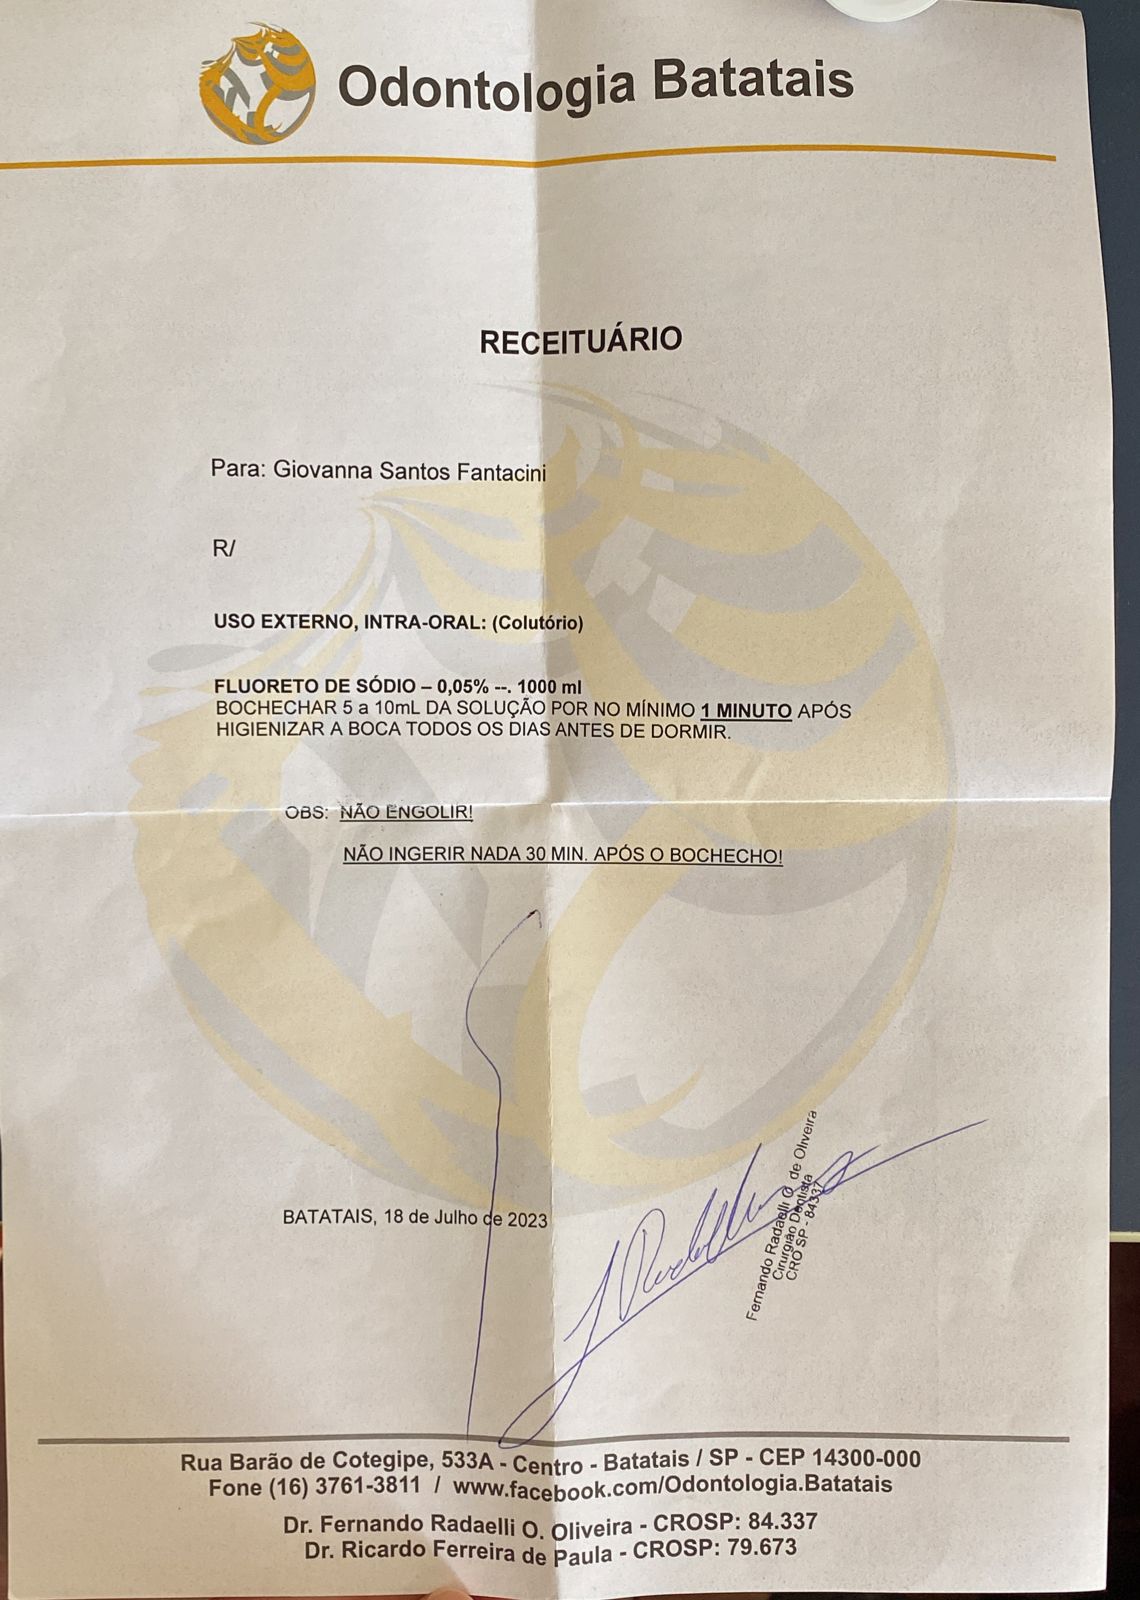 Odontologia Batatais
RECEITUÁRIO
Para: Giovanna Santos Fantacini
R/
USO EXTERNO, INTRA-ORAL: (Colutório)
FLUORETO DE SÓDIO – 0,05% --. 1000 ml
BOCHECHAR 5 a 10mL DA SOLUÇÃO POR NO MÍNIMO 1 MINUTO APÓS
HIGIENIZAR A BOCA TODOS OS DIAS ANTES DE DORMIR.
OBS: NÃO ENGOLIR!
NÃO INGERIR NADA 30 MIN. APÓS O BOCHECHO!
BATATAIS, 18 de Julho de 2023
Fernando Radaelli O. de Oliveira
Cirurgião Dentista
CRO SP - 84337
Rua Barão de Cotegipe, 533A - Centro - Batatais / SP - CEP 14300-000
Fone (16) 3761-3811 / www.facebook.com/Odontologia.Batatais
Dr. Fernando Radaelli O. Oliveira - CROSP: 84.337
Dr. Ricardo Ferreira de Paula - CROSP: 79.673